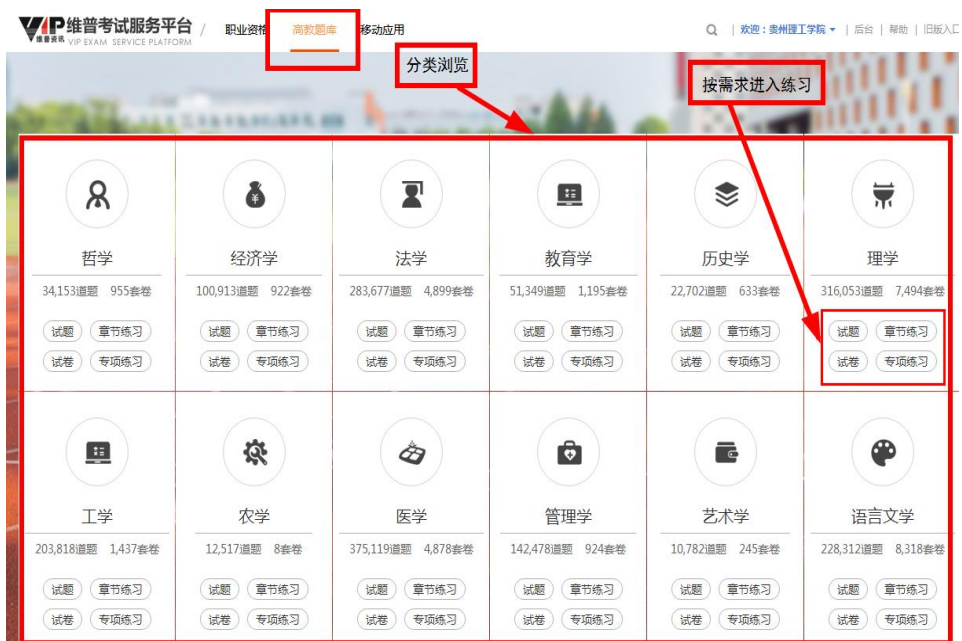 VIP维普考试服务平台 / 职业资格 高教题库 移动应用 | 欢迎：贵州理工学院 | 后台 | 帮助 | 旧版入口
维普资讯 VIP EXAM SERVICE PLATFORM
分类浏览
按需求进入练习
哲学 经济学 法学 教育学 历史学 理学
34,153道题 955套卷 100,913道题 922套卷 283,677道题 4,899套卷 51,349道题 1,195套卷 22,702道题 633套卷 316,053道题 7,494套卷
试题 章节练习 试题 章节练习 试题 章节练习 试题 章节练习 试题 章节练习 试题 章节练习
试卷 专项练习 试卷 专项练习 试卷 专项练习 试卷 专项练习 试卷 专项练习 试卷 专项练习
工学 农学 医学 管理学 艺术学 语言文学
203,818道题 1,437套卷 12,517道题 8套卷 375,119道题 4,878套卷 142,478道题 924套卷 10,782道题 245套卷 228,312道题 8,318套卷
试题 章节练习 试题 章节练习 试题 章节练习 试题 章节练习 试题 章节练习 试题 章节练习
试卷 专项练习 试卷 专项练习 试卷 专项练习 试卷 专项练习 试卷 专项练习 试卷 专项练习